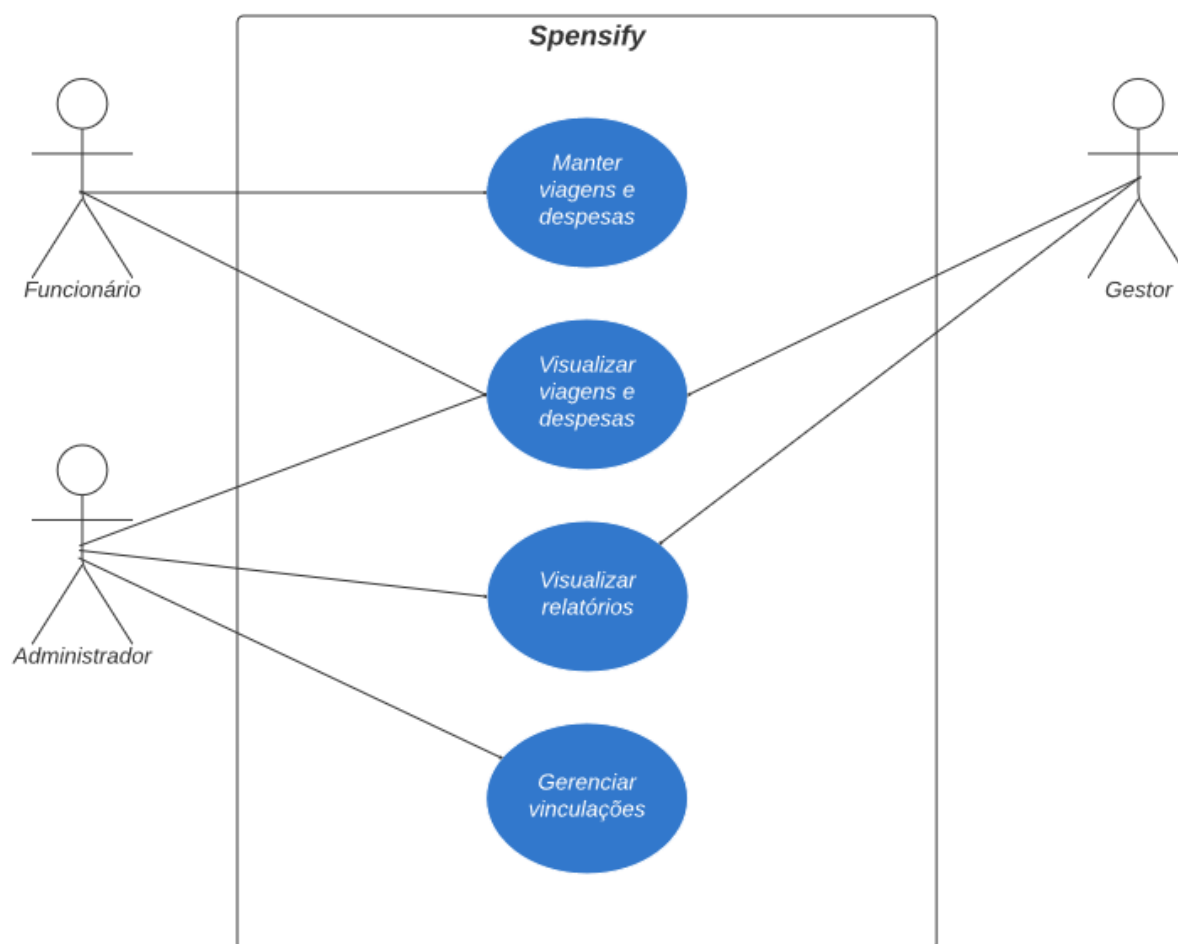 Spensify
Manter
viagens e
despesas
Funcionário
Gestor
Visualizar
viagens e
despesas
Visualizar
relatórios
Administrador
Gerenciar
vinculações